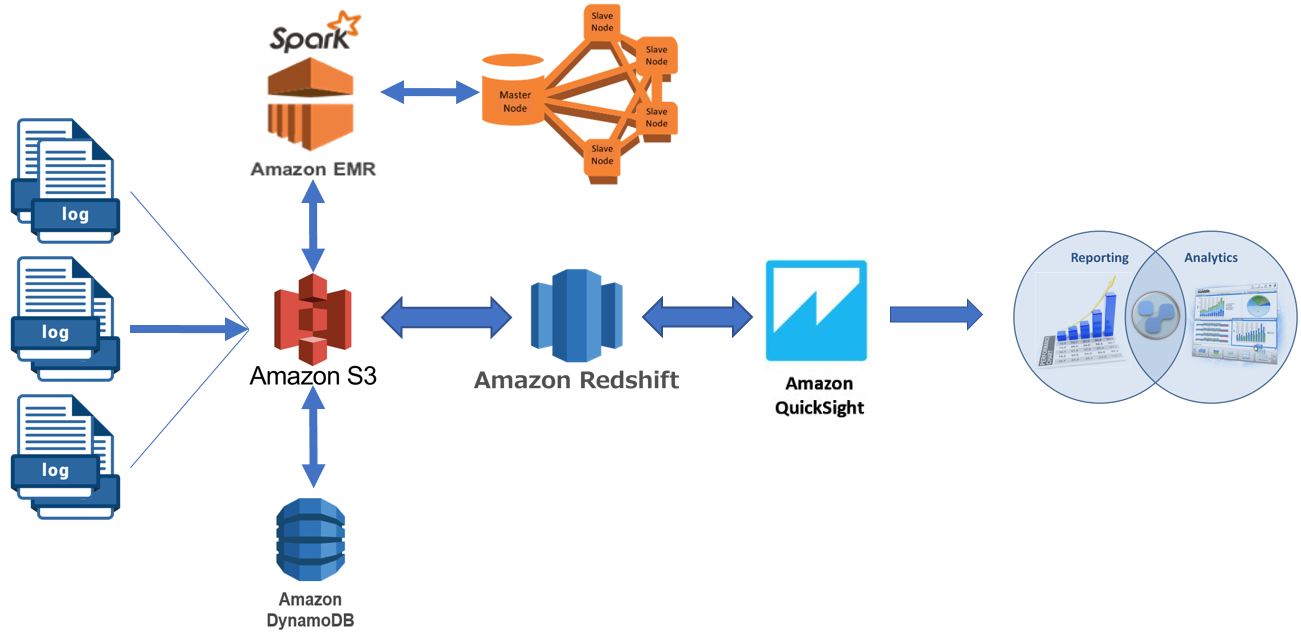 Spark
Amazon EMR
Master
Node
Slave
Node
Slave
Node
Slave
Node
Slave
Node
log
log
log
Amazon S3
Amazon Redshift
Amazon
QuickSight
Reporting
Analytics
Amazon
DynamoDB